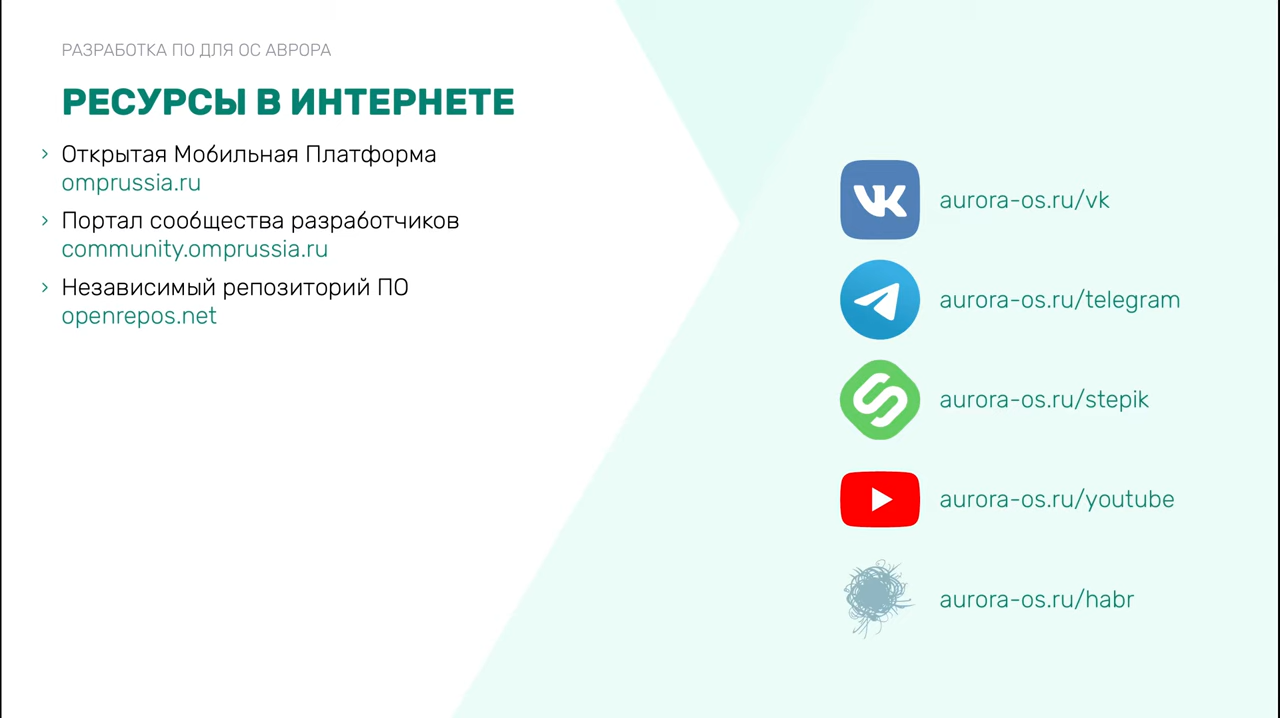 РАЗРАБОТКА ПО ДЛЯ ОС АВРОРА
РЕСУРСЫ В ИНТЕРНЕТЕ
› Открытая Мобильная Платформа
omprussia.ru
› Портал сообщества разработчиков
community.omprussia.ru
› Независимый репозиторий ПО
openrepos.net
aurora-os.ru/vk
aurora-os.ru/telegram
aurora-os.ru/stepik
aurora-os.ru/youtube
aurora-os.ru/habr